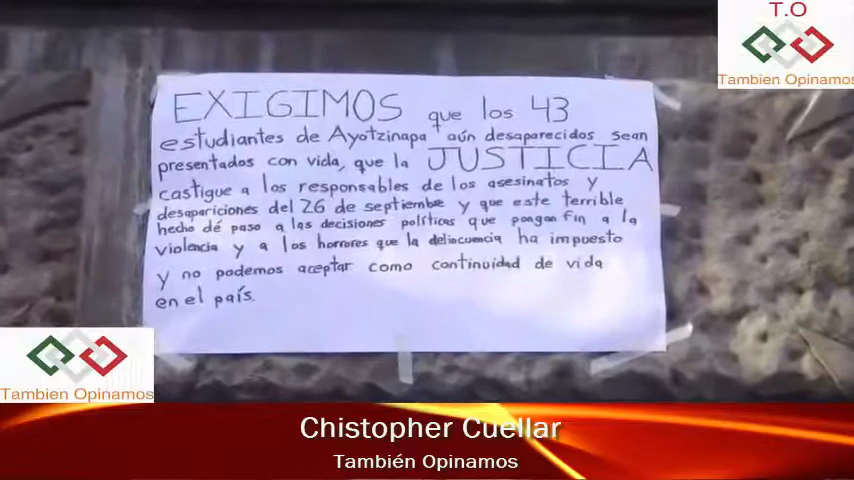 T.O
Tambien Opinamos
EXIGIMOS que los 43
estudiantes de Ayotzinapa aún desaparecidos sean
presentados con vida, que la JUSTICIA
castigue a los responsables de los asesinatos y
desapariciones del 26 de septiembre y que este terrible
hecho dé paso a las decisiones políticas que pongan fin a la
violencia y a los horrores que la delincuencia ha impuesto
y no podemos aceptar como continuidad de vida
en el país.
Tambien Opinamos
Chistopher Cuellar
También Opinamos